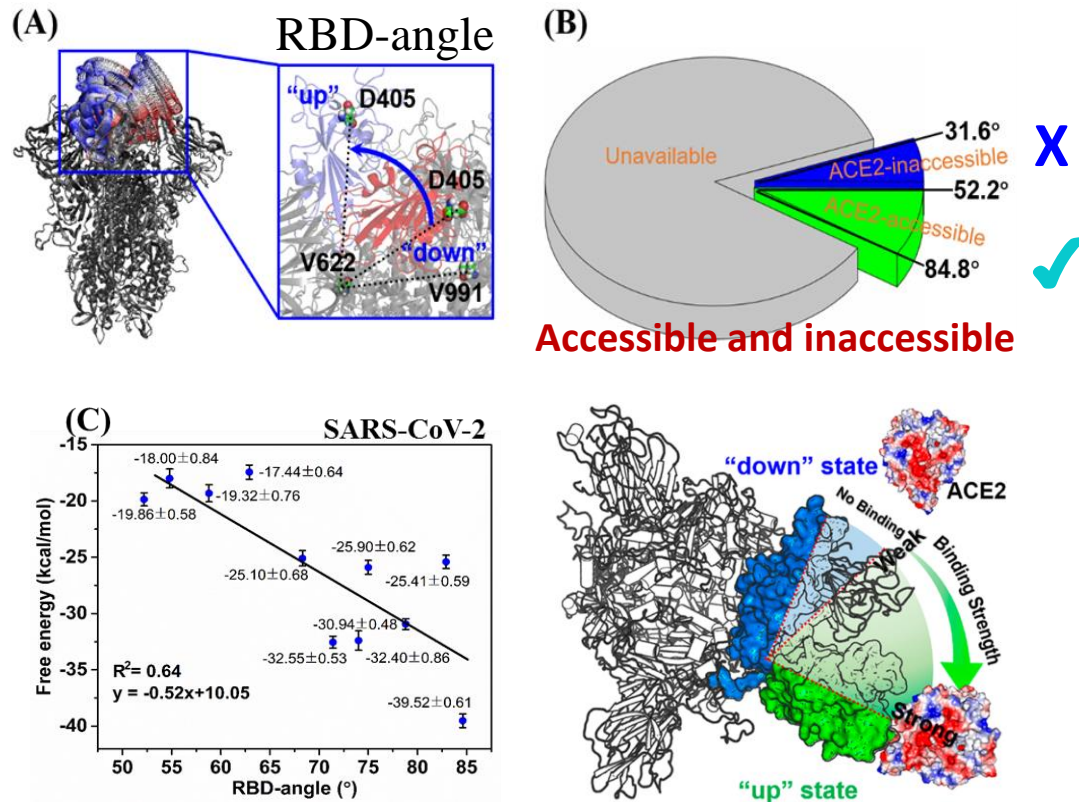 (A)
RBD-angle
"up"
D405
D405
"down"
V622
V991
(B)
Unavailable
31.6°
ACE2-inaccessible
X
52.2°
ACE2-accessible
84.8°
✓
Accessible and inaccessible
(C)
SARS-CoV-2
Free energy (kcal/mol)
-15
-20
-25
-30
-35
-40
-18.00±0.84
-17.44±0.64
-19.32±0.76
-19.86±0.58
-25.90±0.62
-25.10±0.68
-25.41±0.59
-30.94±0.48
-32.55±0.53
-32.40±0.86
-39.52±0.61
R²= 0.64
y = -0.52x+10.05
50 55 60 65 70 75 80 85
RBD-angle (°)
"down" state
ACE2
No Binding
Weak
Binding Strength
Strong
"up" state